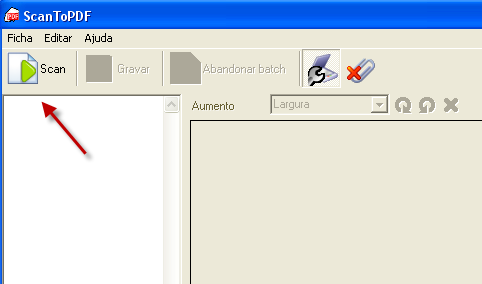 ScanToPDF
Ficha Editar Ajuda
Scan Gravar Abandonar batch
Aumento Largura